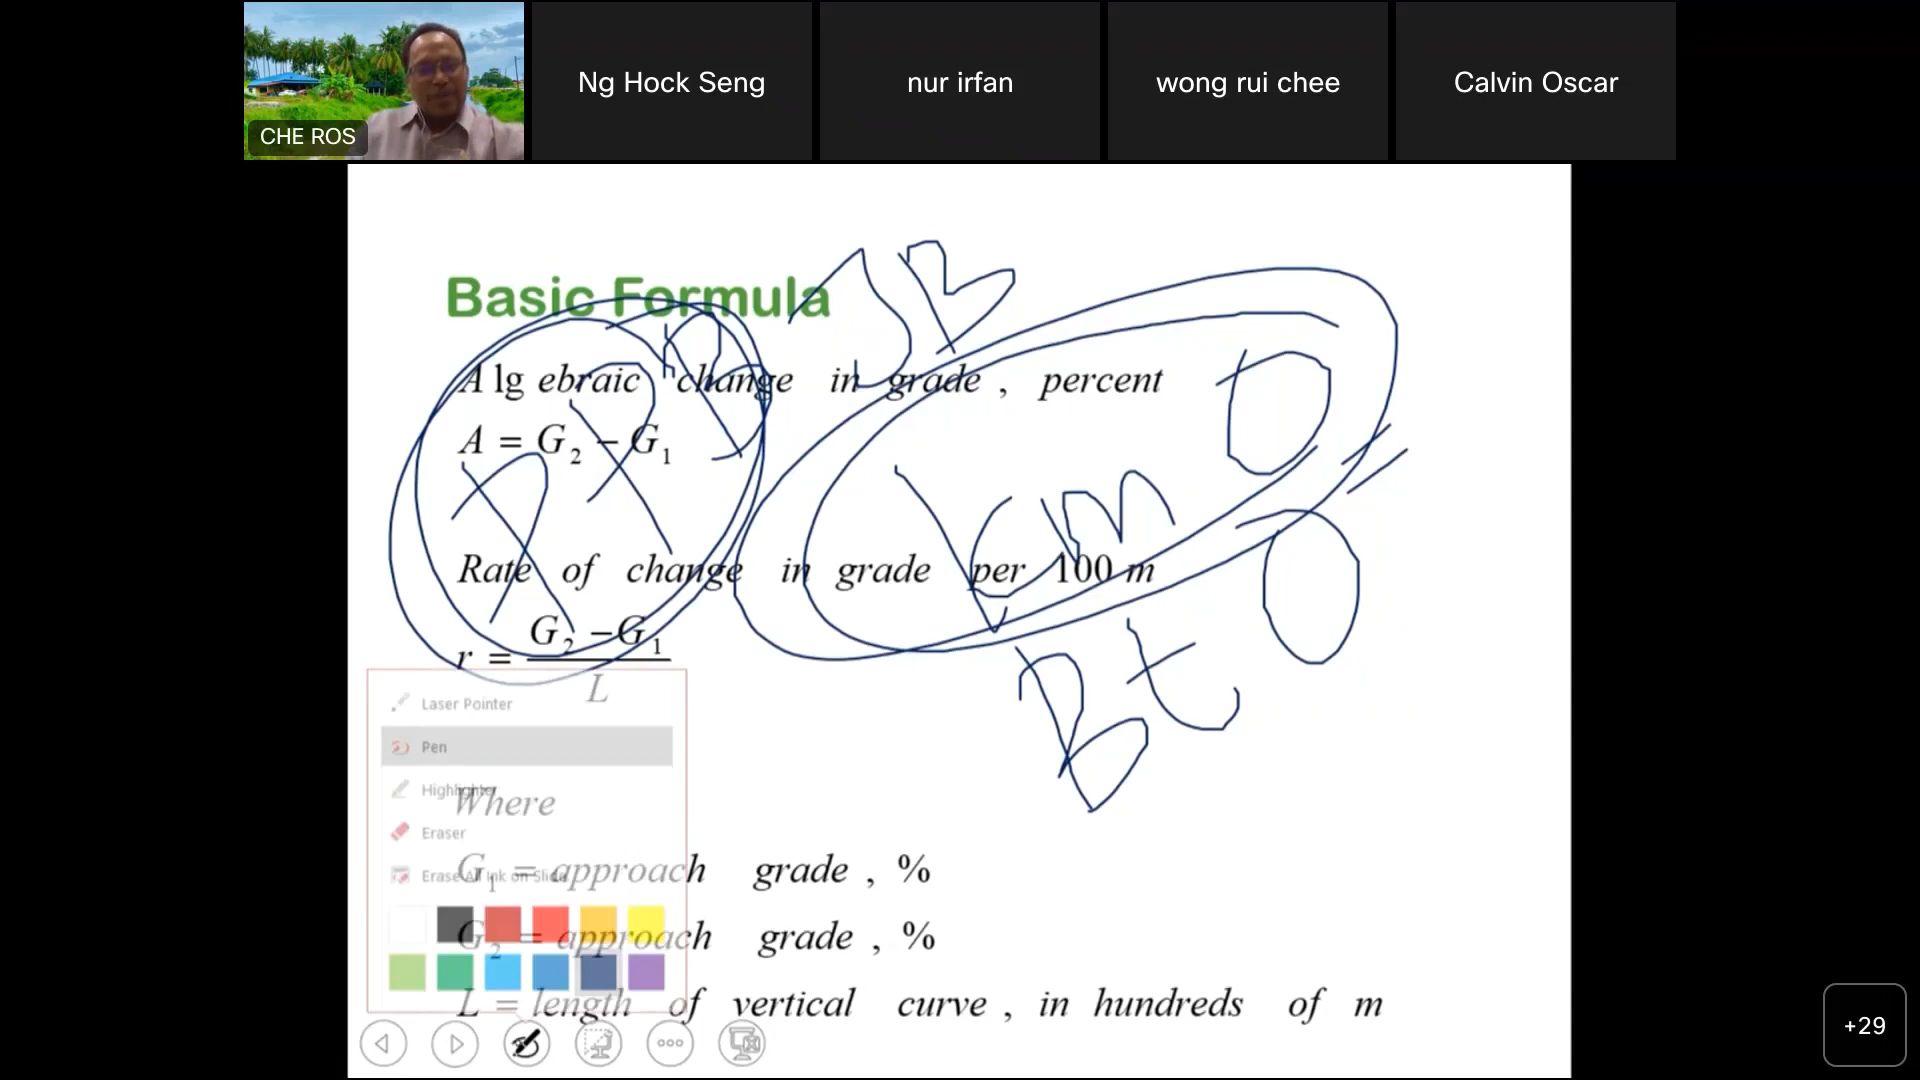 Ng Hock Seng
nur irfan
wong rui chee
Calvin Oscar
CHE ROS
Basic Formula
A lg ebraic change in grade , percent
A = G2 − G1
Rate of change in grade per 100 m
r = G2 − G1 / L
Laser Pointer
Pen
Highlighter
Where
Eraser
Erase All Ink on Slide
G1 = approach grade , %
G2 = approach grade , %
L = length of vertical curve , in hundreds of m
+29